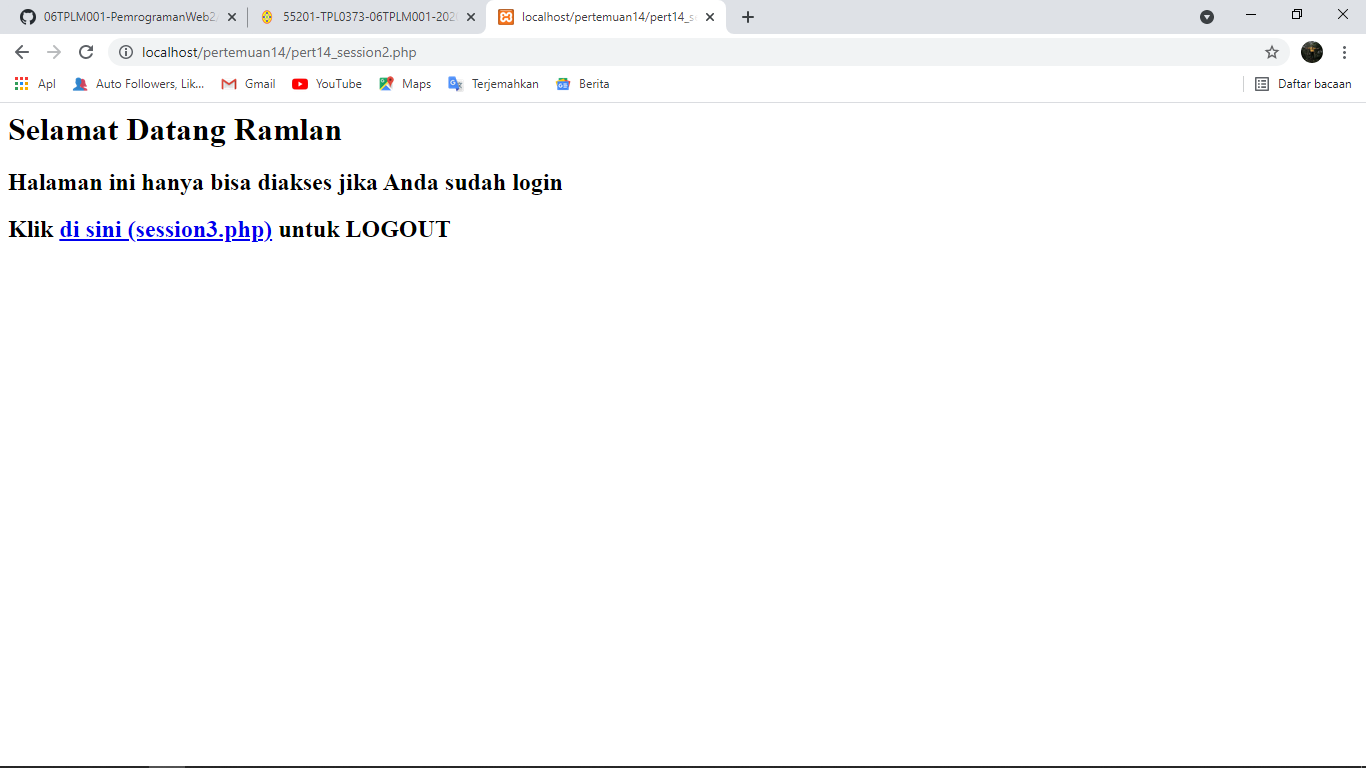 06TPLM001-PemrogramanWeb2
55201-TPL0373-06TPLM001-202
localhost/pertemuan14/pert14_s
localhost/pertemuan14/pert14_session2.php
Apl
Auto Followers, Lik...
Gmail
YouTube
Maps
Terjemahkan
Berita
Daftar bacaan
Selamat Datang Ramlan
Halaman ini hanya bisa diakses jika Anda sudah login
Klik di sini (session3.php) untuk LOGOUT